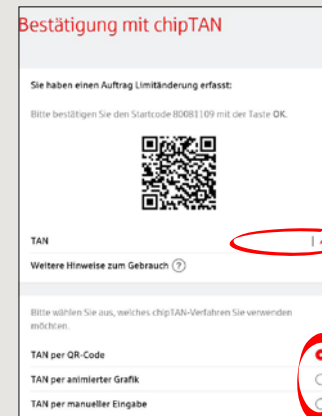 Bestätigung mit chipTAN
Sie haben einen Auftrag Limitänderung erfasst:
Bitte bestätigen Sie den Startcode 80081109 mit der Taste OK.
TAN
Weitere Hinweise zum Gebrauch ?
Bitte wählen Sie aus, welches chipTAN-Verfahren Sie verwenden
möchten.
TAN per QR-Code
TAN per animierter Grafik
TAN per manueller Eingabe